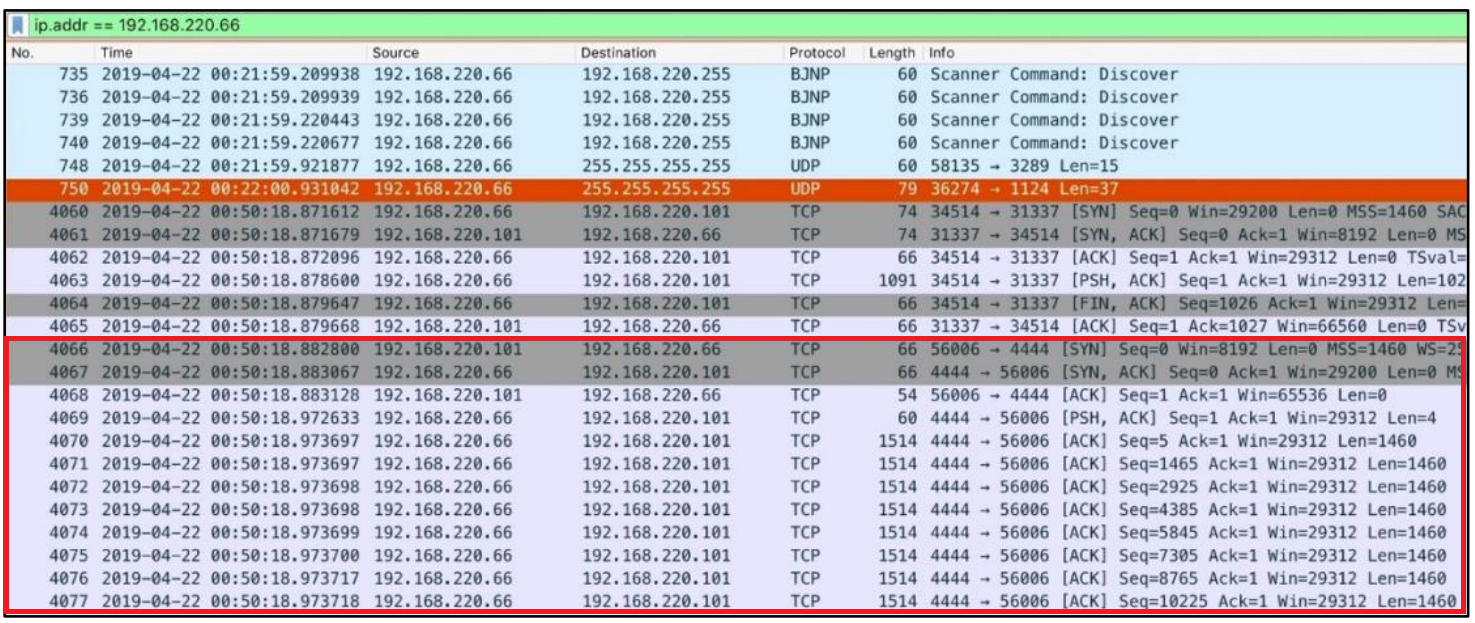 ip.addr == 192.168.220.66
No. Time Source Destination Protocol Length Info
735 2019-04-22 00:21:59.209938 192.168.220.66 192.168.220.255 BJNP 60 Scanner Command: Discover
736 2019-04-22 00:21:59.209939 192.168.220.66 192.168.220.255 BJNP 60 Scanner Command: Discover
739 2019-04-22 00:21:59.220443 192.168.220.66 192.168.220.255 BJNP 60 Scanner Command: Discover
740 2019-04-22 00:21:59.220677 192.168.220.66 192.168.220.255 BJNP 60 Scanner Command: Discover
748 2019-04-22 00:21:59.921877 192.168.220.66 255.255.255.255 UDP 60 58135 → 3289 Len=15
750 2019-04-22 00:22:00.931042 192.168.220.66 255.255.255.255 UDP 79 36274 → 1124 Len=37
4060 2019-04-22 00:50:18.871612 192.168.220.66 192.168.220.101 TCP 74 34514 → 31337 [SYN] Seq=0 Win=29200 Len=0 MSS=1460 SAC
4061 2019-04-22 00:50:18.871679 192.168.220.101 192.168.220.66 TCP 74 31337 → 34514 [SYN, ACK] Seq=0 Ack=1 Win=8192 Len=0 MS
4062 2019-04-22 00:50:18.872096 192.168.220.66 192.168.220.101 TCP 66 34514 → 31337 [ACK] Seq=1 Ack=1 Win=29312 Len=0 TSval=
4063 2019-04-22 00:50:18.878600 192.168.220.66 192.168.220.101 TCP 1091 34514 → 31337 [PSH, ACK] Seq=1 Ack=1 Win=29312 Len=102
4064 2019-04-22 00:50:18.879647 192.168.220.66 192.168.220.101 TCP 66 34514 → 31337 [FIN, ACK] Seq=1026 Ack=1 Win=29312 Len=
4065 2019-04-22 00:50:18.879668 192.168.220.101 192.168.220.66 TCP 66 31337 → 34514 [ACK] Seq=1 Ack=1027 Win=66560 Len=0 TSv
4066 2019-04-22 00:50:18.882800 192.168.220.101 192.168.220.66 TCP 66 56006 → 4444 [SYN] Seq=0 Win=8192 Len=0 MSS=1460 WS=25
4067 2019-04-22 00:50:18.883067 192.168.220.66 192.168.220.101 TCP 66 4444 → 56006 [SYN, ACK] Seq=0 Ack=1 Win=29200 Len=0 MS
4068 2019-04-22 00:50:18.883128 192.168.220.101 192.168.220.66 TCP 54 56006 → 4444 [ACK] Seq=1 Ack=1 Win=65536 Len=0
4069 2019-04-22 00:50:18.972633 192.168.220.66 192.168.220.101 TCP 60 4444 → 56006 [PSH, ACK] Seq=1 Ack=1 Win=29312 Len=4
4070 2019-04-22 00:50:18.973697 192.168.220.66 192.168.220.101 TCP 1514 4444 → 56006 [ACK] Seq=5 Ack=1 Win=29312 Len=1460
4071 2019-04-22 00:50:18.973697 192.168.220.66 192.168.220.101 TCP 1514 4444 → 56006 [ACK] Seq=1465 Ack=1 Win=29312 Len=1460
4072 2019-04-22 00:50:18.973698 192.168.220.66 192.168.220.101 TCP 1514 4444 → 56006 [ACK] Seq=2925 Ack=1 Win=29312 Len=1460
4073 2019-04-22 00:50:18.973698 192.168.220.66 192.168.220.101 TCP 1514 4444 → 56006 [ACK] Seq=4385 Ack=1 Win=29312 Len=1460
4074 2019-04-22 00:50:18.973699 192.168.220.66 192.168.220.101 TCP 1514 4444 → 56006 [ACK] Seq=5845 Ack=1 Win=29312 Len=1460
4075 2019-04-22 00:50:18.973700 192.168.220.66 192.168.220.101 TCP 1514 4444 → 56006 [ACK] Seq=7305 Ack=1 Win=29312 Len=1460
4076 2019-04-22 00:50:18.973717 192.168.220.66 192.168.220.101 TCP 1514 4444 → 56006 [ACK] Seq=8765 Ack=1 Win=29312 Len=1460
4077 2019-04-22 00:50:18.973718 192.168.220.66 192.168.220.101 TCP 1514 4444 → 56006 [ACK] Seq=10225 Ack=1 Win=29312 Len=1460